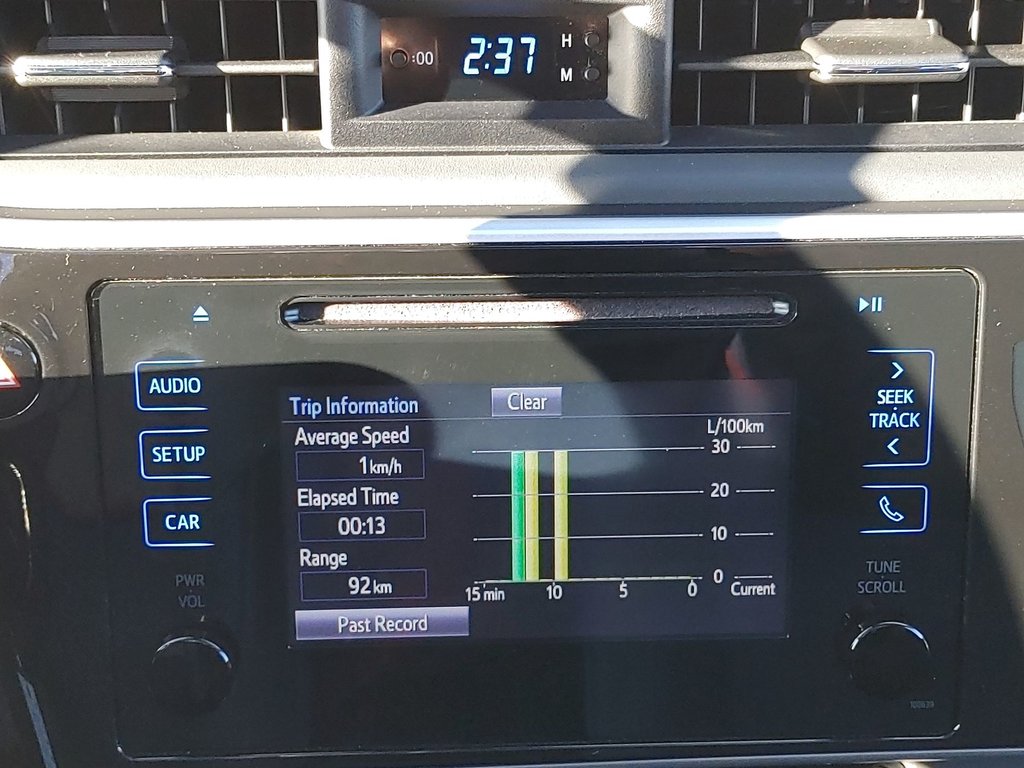 :00 2:37 H
M
AUDIO
SETUP
CAR
PWR
VOL
Trip Information Clear
Average Speed
1 km/h
Elapsed Time
00:13
Range
92 km
Past Record
L/100km
30
20
10
0
15 min 10 5 0 Current
SEEK
TRACK
TUNE
SCROLL